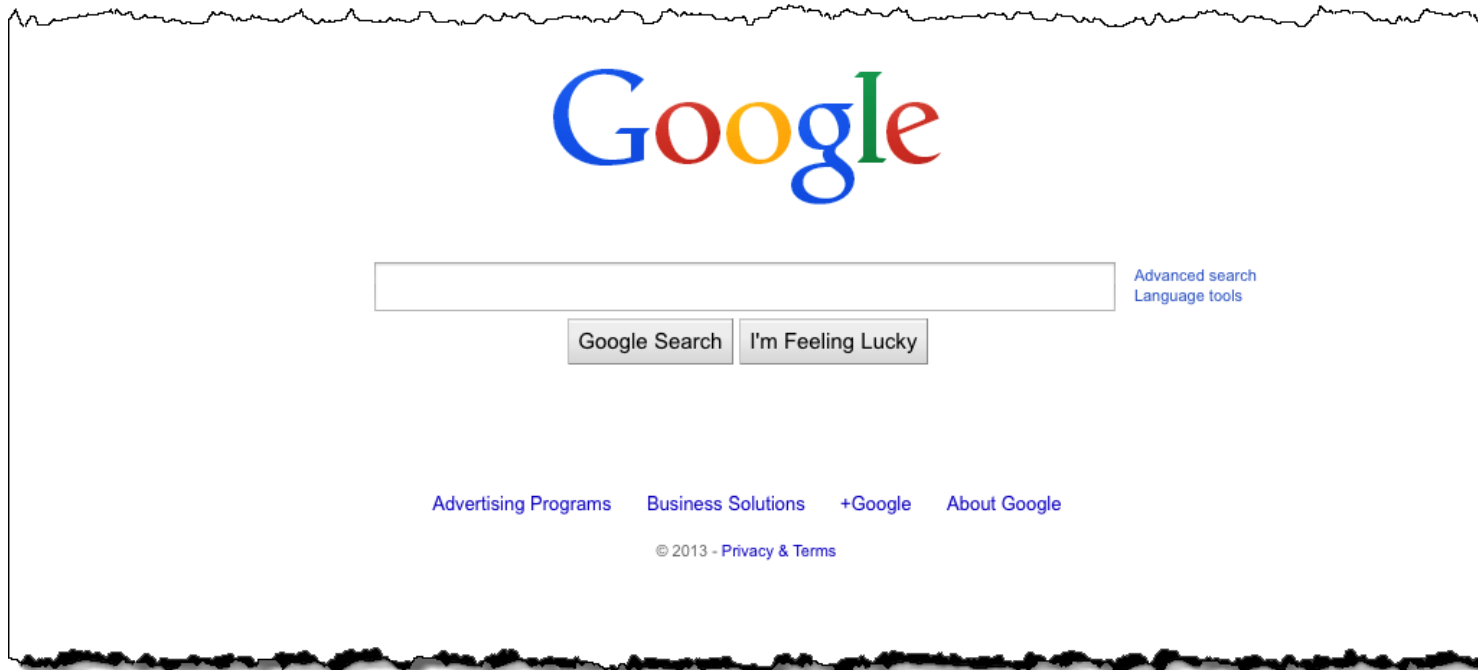 Google
Advanced search
Language tools
Google Search I'm Feeling Lucky
Advertising Programs Business Solutions +Google About Google
© 2013 - Privacy & Terms